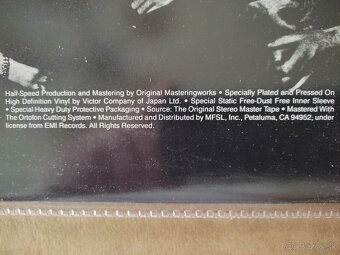 Half-Speed Production and Mastering by Original Masteringworks • Specially Plated and Pressed On
High Definition Vinyl by Victor Company of Japan Ltd. • Special Static Free-Dust Free Inner Sleeve
• Special Heavy Duty Protective Packaging • Source: The Original Stereo Master Tape • Mastered With
The Ortofon Cutting System • Manufactured and Distributed by MFSL, Inc., Petaluma, CA 94952, under
license from EMI Records. All Rights Reserved.